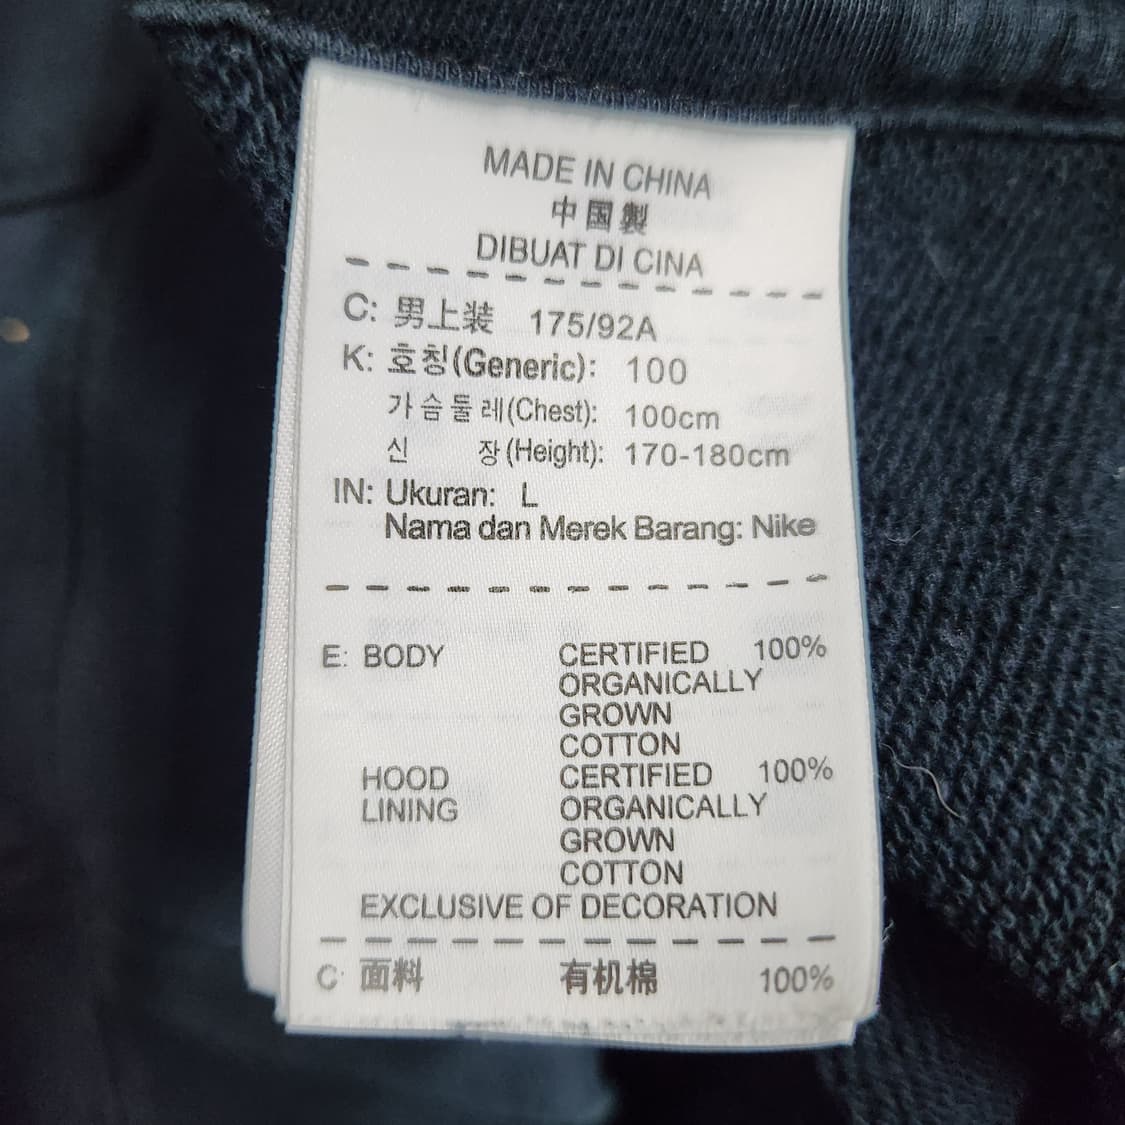 MADE IN CHINA
中国製
DIBUAT DI CINA
C: 男上装 175/92A
K: 호칭(Generic): 100
가슴둘레(Chest): 100cm
신 장(Height): 170-180cm
IN: Ukuran: L
Nama dan Merek Barang: Nike
E: BODY CERTIFIED 100%
ORGANICALLY
GROWN
COTTON
HOOD CERTIFIED 100%
LINING ORGANICALLY
GROWN
COTTON
EXCLUSIVE OF DECORATION
C: 面料 有机棉 100%